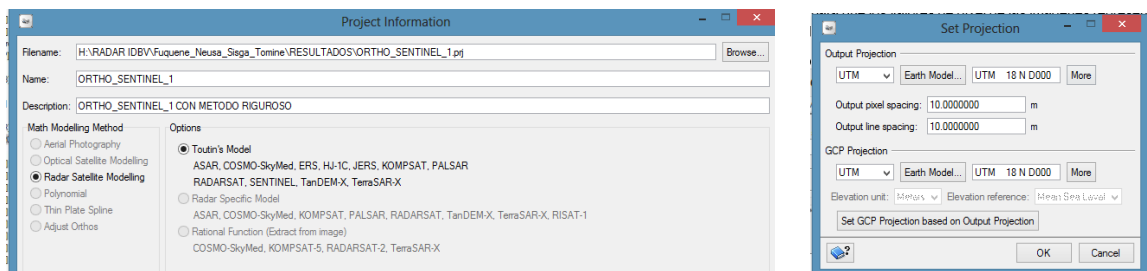 Project Information
Filename: H:\RADAR IDBV\Fuquene_Neusa_Sisga_Tomine\RESULTADOS\ORTHO_SENTINEL_1.prj Browse...
Name: ORTHO_SENTINEL_1
Description: ORTHO_SENTINEL_1 CON METODO RIGUROSO
Math Modelling Method
Aerial Photography
Optical Satellite Modelling
Radar Satellite Modelling
Polynomial
Thin Plate Spline
Adjust Orthos
Options
Toutin's Model
ASAR, COSMO-SkyMed, ERS, HJ-1C, JERS, KOMPSAT, PALSAR
RADARSAT, SENTINEL, TanDEM-X, TerraSAR-X
Radar Specific Model
ASAR, COSMO-SkyMed, KOMPSAT, PALSAR, RADARSAT, TanDEM-X, TerraSAR-X, RISAT-1
Rational Function (Extract from image)
COSMO-SkyMed, KOMPSAT-5, RADARSAT-2, TerraSAR-X
Set Projection
Output Projection
UTM Earth Model... UTM 18 N D000 More
Output pixel spacing: 10.0000000 m
Output line spacing: 10.0000000 m
GCP Projection
UTM Earth Model... UTM 18 N D000 More
Elevation unit: Meters Elevation reference: Mean Sea Level
Set GCP Projection based on Output Projection
OK Cancel